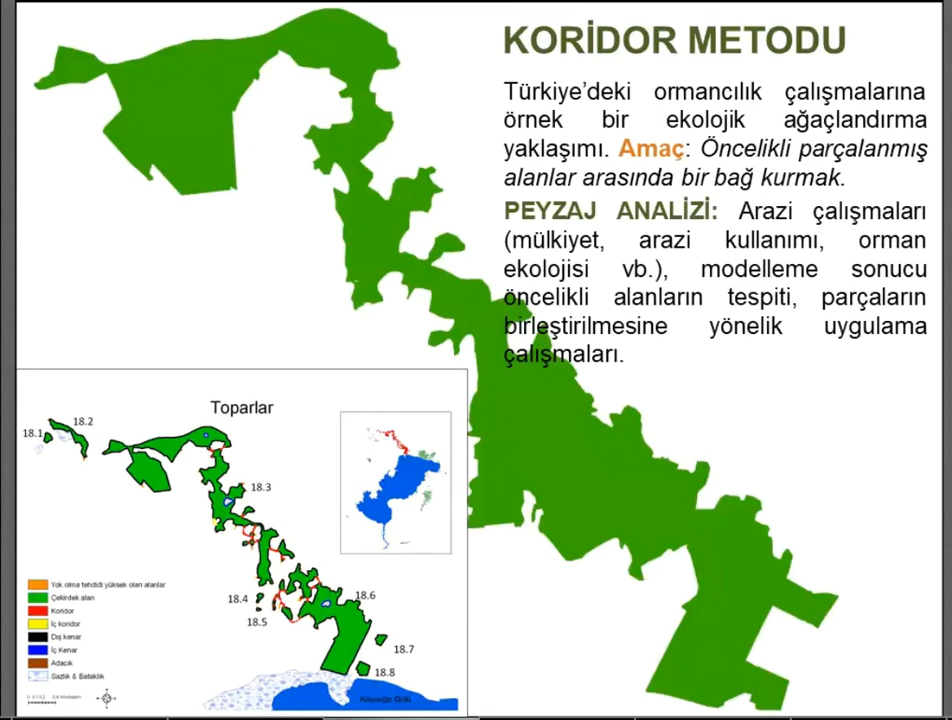 KORİDOR METODU
Türkiye'deki ormancılık çalışmalarına
örnek bir ekolojik ağaçlandırma
yaklaşımı. Amaç: Öncelikli parçalanmış
alanlar arasında bir bağ kurmak.
PEYZAJ ANALİZİ: Arazi çalışmaları
(mülkiyet, arazi kullanımı, orman
ekolojisi vb.), modelleme sonucu
öncelikli alanların tespiti, parçaların
birleştirilmesine yönelik uygulama
çalışmaları.
Toparlar
18.1
18.2
18.3
18.4
18.5
18.6
18.7
18.8
Yok olma tehdidi yüksek olan alanlar
Çekirdek alan
Koridor
İç koridor
Dış kenar
İç Kenar
Adacık
Sazlık & Bataklık
Köyceğiz Gölü